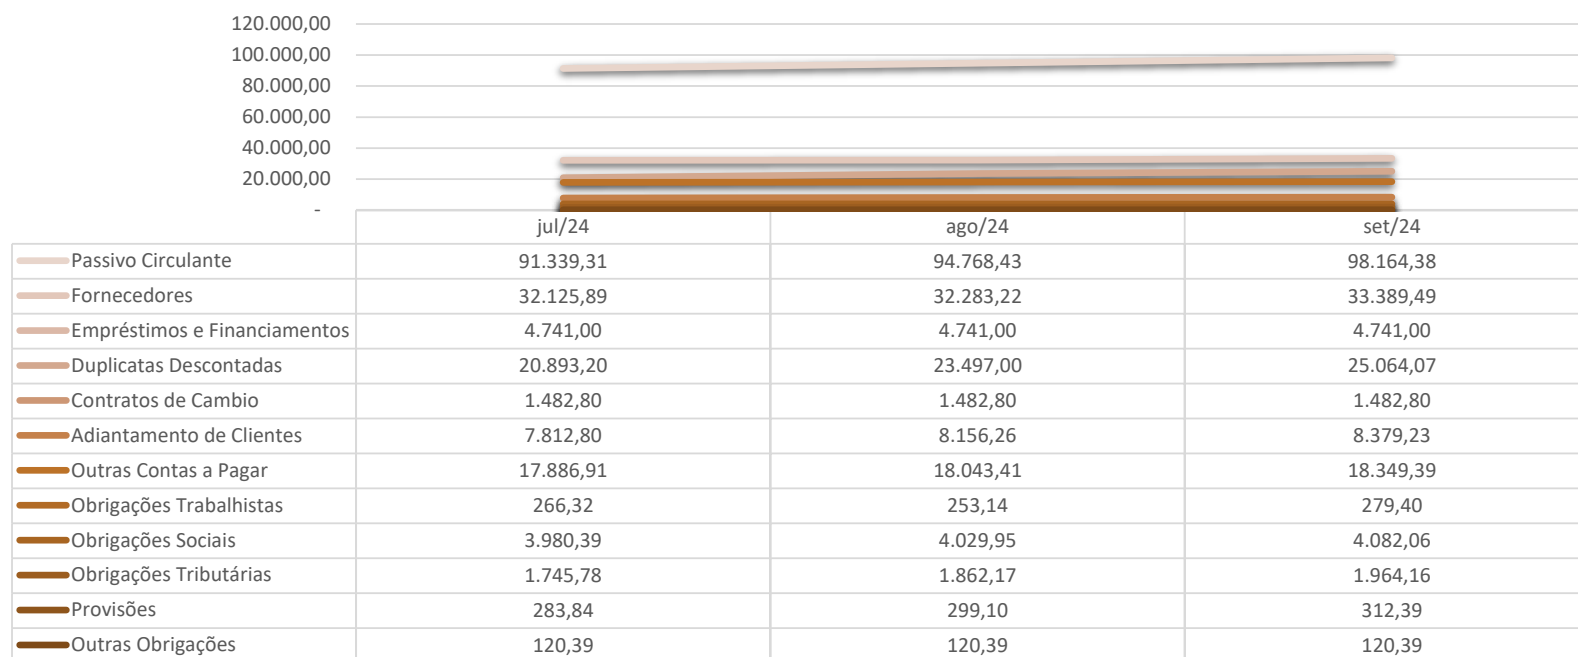 120.000,00
100.000,00
80.000,00
60.000,00
40.000,00
20.000,00
-
jul/24 ago/24 set/24
Passivo Circulante 91.339,31 94.768,43 98.164,38
Fornecedores 32.125,89 32.283,22 33.389,49
Empréstimos e Financiamentos 4.741,00 4.741,00 4.741,00
Duplicatas Descontadas 20.893,20 23.497,00 25.064,07
Contratos de Cambio 1.482,80 1.482,80 1.482,80
Adiantamento de Clientes 7.812,80 8.156,26 8.379,23
Outras Contas a Pagar 17.886,91 18.043,41 18.349,39
Obrigações Trabalhistas 266,32 253,14 279,40
Obrigações Sociais 3.980,39 4.029,95 4.082,06
Obrigações Tributárias 1.745,78 1.862,17 1.964,16
Provisões 283,84 299,10 312,39
Outras Obrigações 120,39 120,39 120,39